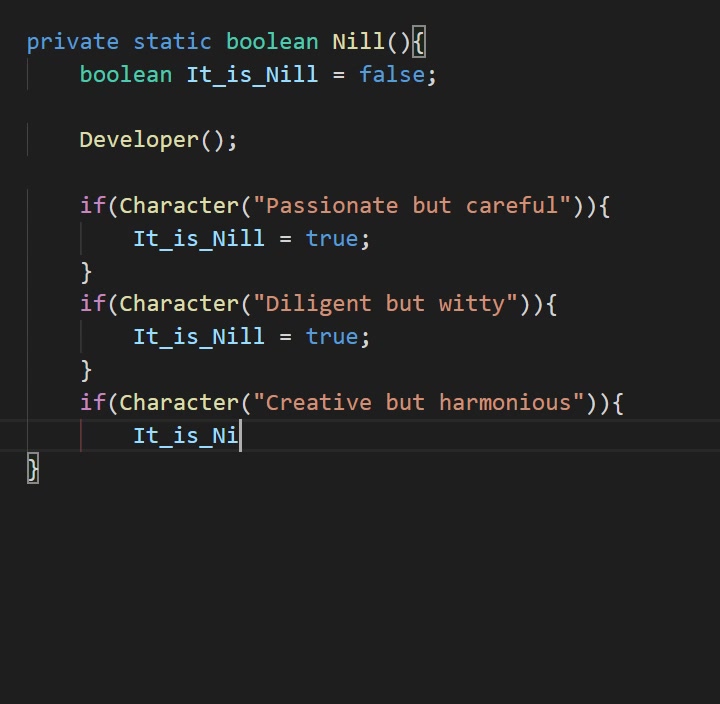 private static boolean Nill(){
    boolean It_is_Nill = false;
    Developer();
    if(Character("Passionate but careful")){
        It_is_Nill = true;
    }
    if(Character("Diligent but witty")){
        It_is_Nill = true;
    }
    if(Character("Creative but harmonious")){
        It_is_Ni
}